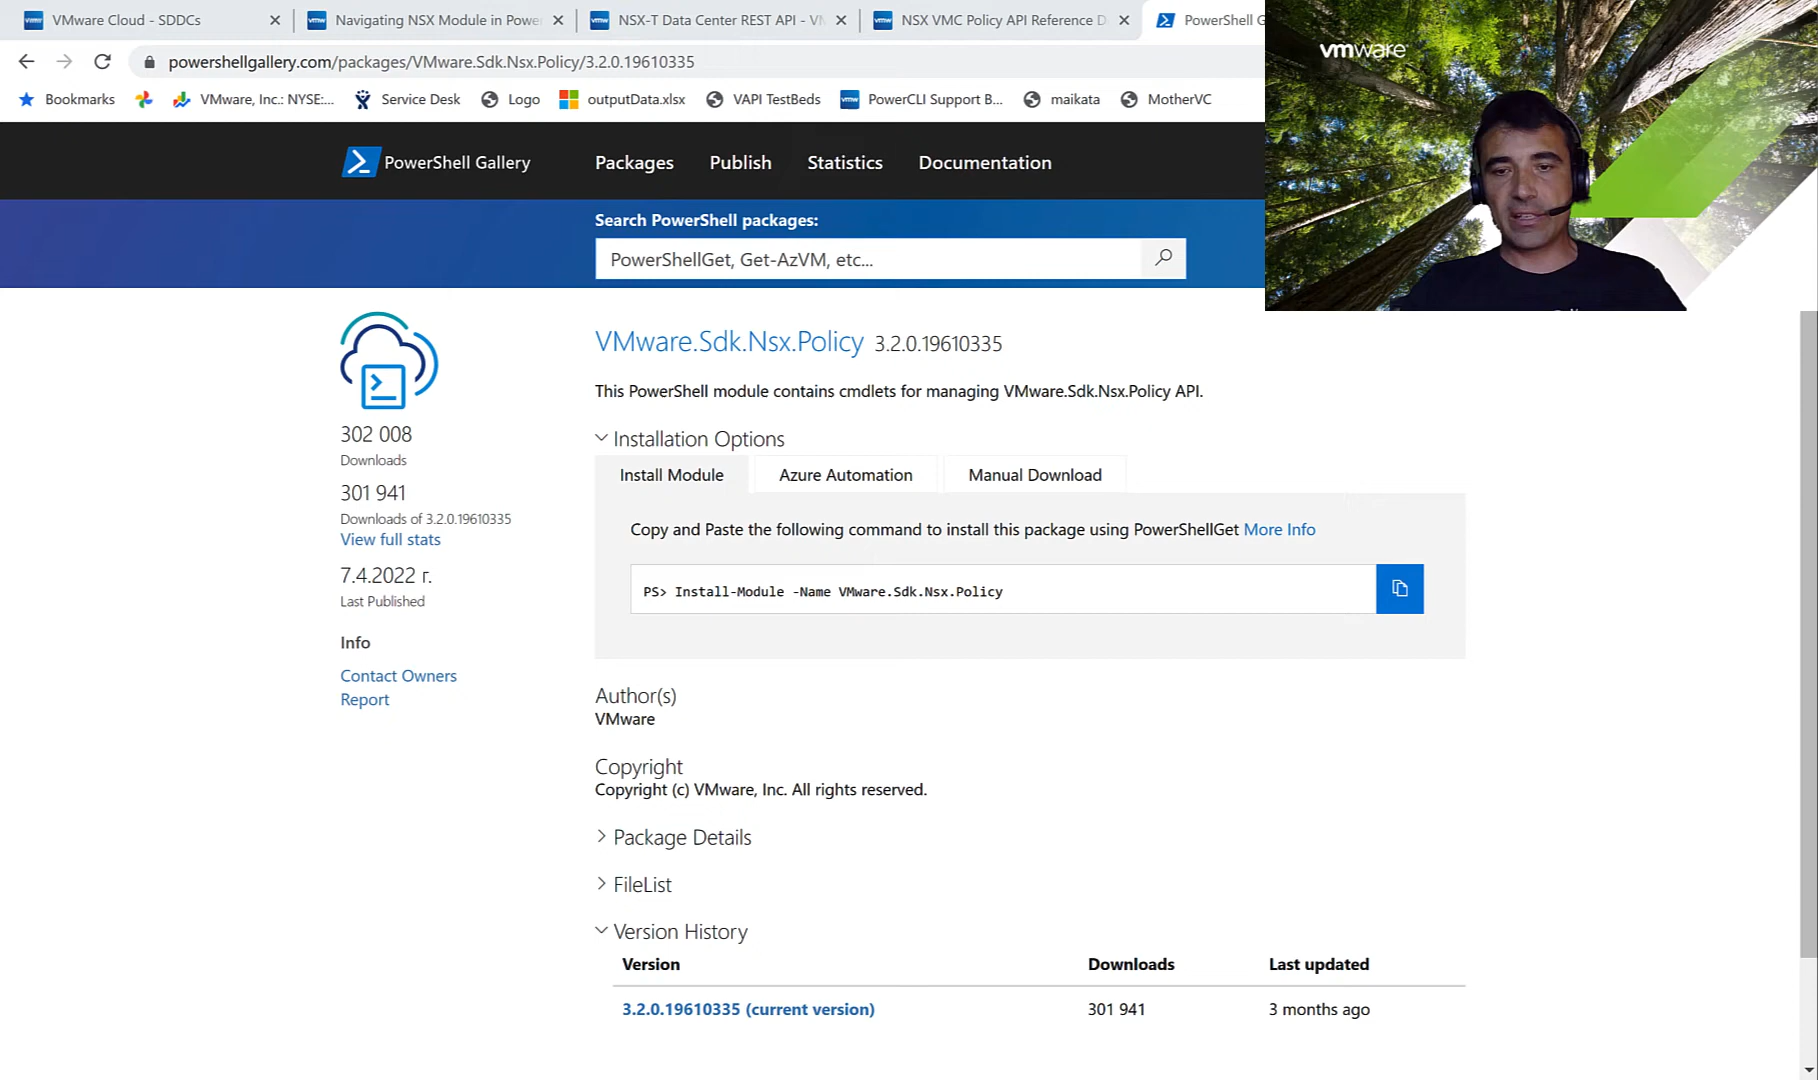 VMware Cloud - SDDCs
Navigating NSX Module in Power
NSX-T Data Center REST API - VM
NSX VMC Policy API Reference D
PowerShell G
powershellgallery.com/packages/VMware.Sdk.Nsx.Policy/3.2.0.19610335
Bookmarks
VMware, Inc.: NYSE:...
Service Desk
Logo
outputData.xlsx
VAPI TestBeds
PowerCLI Support B...
maikata
MotherVC
vmware
PowerShell Gallery
Packages
Publish
Statistics
Documentation
Search PowerShell packages:
PowerShellGet, Get-AzVM, etc...
302 008
Downloads
301 941
Downloads of 3.2.0.19610335
View full stats
7.4.2022 г.
Last Published
Info
Contact Owners
Report
VMware.Sdk.Nsx.Policy 3.2.0.19610335
This PowerShell module contains cmdlets for managing VMware.Sdk.Nsx.Policy API.
Installation Options
Install Module
Azure Automation
Manual Download
Copy and Paste the following command to install this package using PowerShellGet More Info
PS> Install-Module -Name VMware.Sdk.Nsx.Policy
Author(s)
VMware
Copyright
Copyright (c) VMware, Inc. All rights reserved.
Package Details
FileList
Version History
Version Downloads Last updated
3.2.0.19610335 (current version) 301 941 3 months ago